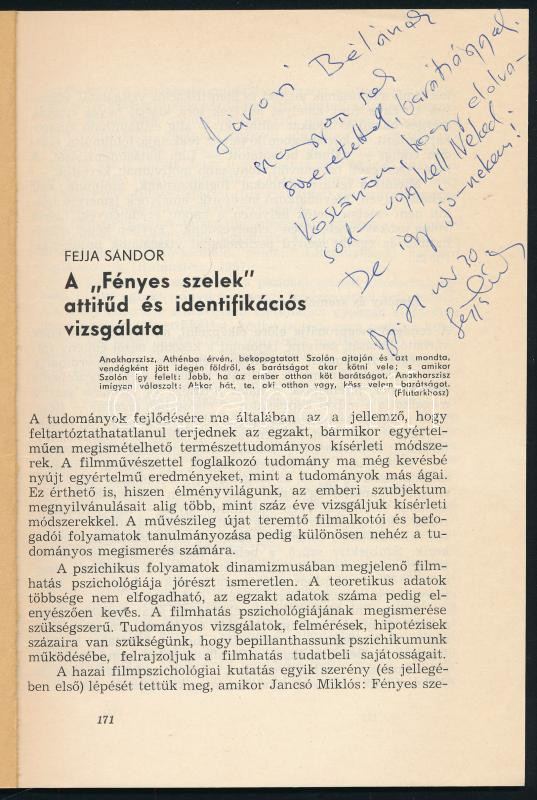 Járosi Bélának
nagyon sok
szeretettel, barátsággal.
Kívánom, hogy elolva-
sod – úgy kell Neked
De így jó – nekem!
Bp. 71 nov 20
FEJJA SANDOR
A „Fényes szelek”
attitűd és identifikációs
vizsgálata
Anakharszisz, Athénba érvén, bekopogtatott Szolón ajtaján és azt mondta,
vendégként jött idegen földről, és barátságot akar kötni vele; s amikor
Szolón így felelt: Jobb, ha az ember otthon köt barátságot, Anakharszisz
imígyen válaszolt: Akkor hát, te, aki otthon vagy, köss velem barátságot.
(Plutarkhosz)
A tudományok fejlődésére ma általában az a jellemző, hogy
feltartóztathatatlanul terjednek az egzakt, bármikor egyértel-
műen megismételhető természettudományos kísérleti módsze-
rek. A filmművészettel foglalkozó tudomány ma még kevésbé
nyújt egyértelmű eredményeket, mint a tudományok más ágai.
Ez érthető is, hiszen élményvilágunk, az emberi szubjektum
megnyilvánulásait alig több, mint száz éve vizsgáljuk kísérleti
módszerekkel. A művészileg újat teremtő filmalkotói és befo-
gadói folyamatok tanulmányozása pedig különösen nehéz a tu-
dományos megismerés számára.
A pszichikus folyamatok dinamizmusában megjelenő film-
hatás pszichológiája jórészt ismeretlen. A teoretikus adatok
többsége nem elfogadható, az egzakt adatok száma pedig el-
enyészően kevés. A filmhatás pszichológiájának megismerése
szükségszerű. Tudományos vizsgálatok, felmérések, hipotézisek
százaira van szükségünk, hogy bepillanthassunk pszichikumunk
működésébe, felrajzoljuk a filmhatás tudatbeli sajátosságait.
A hazai filmpszichológiai kutatás egyik szerény (és jellegé-
ben első) lépését tettük meg, amikor Jancsó Miklós: Fényes sze-
171